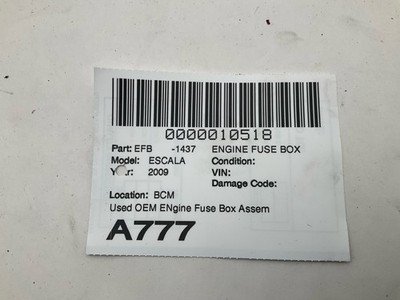 0000010518
Part: EFB -1437 ENGINE FUSE BOX
Model: ESCALA Condition:
Year: 2009 VIN:
Damage Code:
Location: BCM
Used OEM ENgine Fuse Box Assem
A777